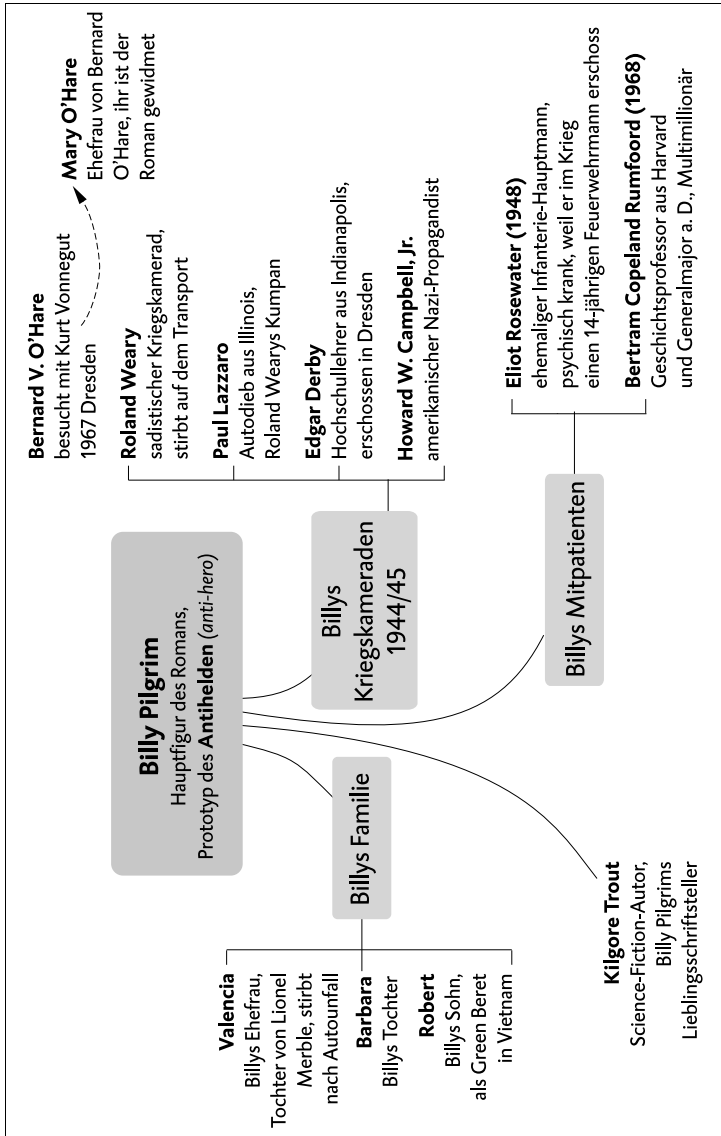 Billy Pilgrim
Hauptfigur des Romans,
Prototyp des Antihelden (anti-hero)
Bernard V. O’Hare
besucht mit Kurt Vonnegut
1967 Dresden
Mary O’Hare
Ehefrau von Bernard
O’Hare, ihr ist der
Roman gewidmet
Billys Familie
Valencia
Billys Ehefrau,
Tochter von Lionel
Merble, stirbt
nach Autounfall
Barbara
Billys Tochter
Robert
Billys Sohn,
als Green Beret
in Vietnam
Billys
Kriegskameraden
1944/45
Roland Weary
sadistischer Kriegskamerad,
stirbt auf dem Transport
Paul Lazzaro
Autodieb aus Illinois,
Roland Wearys Kumpan
Edgar Derby
Hochschullehrer aus Indianapolis,
erschossen in Dresden
Howard W. Campbell, Jr.
amerikanischer Nazi-Propagandist
Billys Mitpatienten
Eliot Rosewater (1948)
ehemaliger Infanterie-Hauptmann,
psychisch krank, weil er im Krieg
einen 14-jährigen Feuerwehrmann erschoss
Bertram Copeland Rumfoord (1968)
Geschichtsprofessor aus Harvard
und Generalmajor a. D., Multimillionär
Kilgore Trout
Science-Fiction-Autor,
Billy Pilgrims
Lieblingsschriftsteller